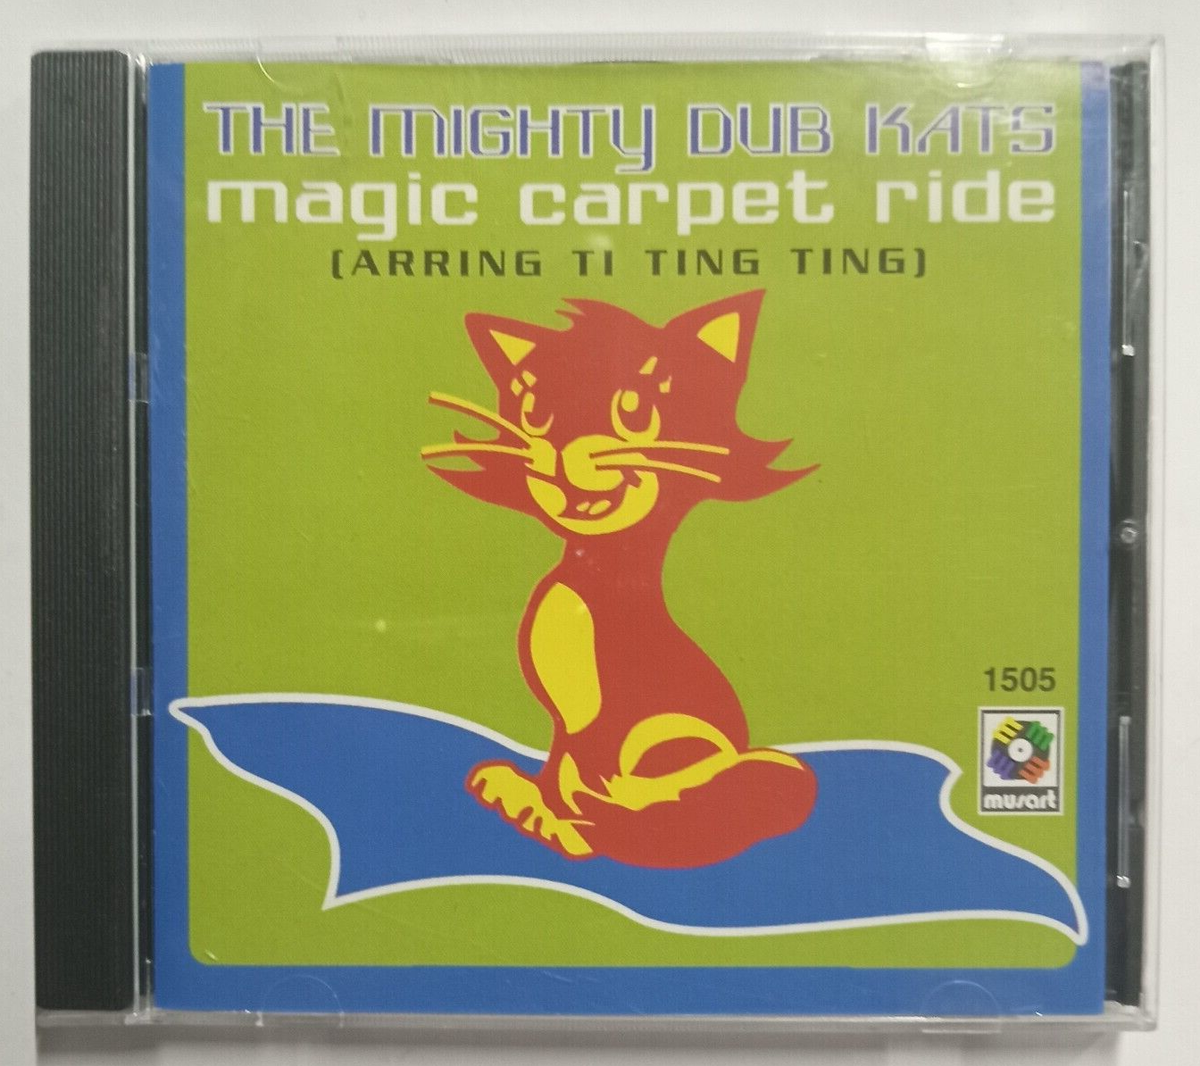 THE MIGHTY DUB KATS
magic carpet ride
(ARRING TI TING TING)
1505
musart